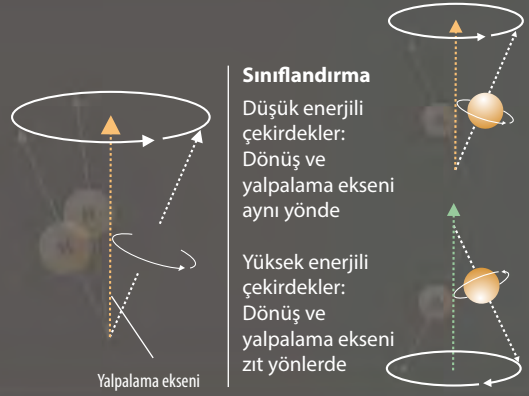 Yalpalama ekseni
Sınıflandırma
Düşük enerjili
çekirdekler:
Dönüş ve
yalpalama ekseni
aynı yönde
Yüksek enerjili
çekirdekler:
Dönüş ve
yalpalama ekseni
zıt yönlerde